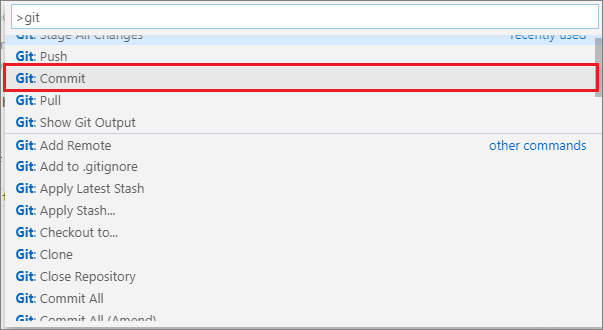 >git
Git: Stage All Changes recently used
Git: Push
Git: Commit
Git: Pull
Git: Show Git Output
Git: Add Remote other commands
Git: Add to .gitignore
Git: Apply Latest Stash
Git: Apply Stash...
Git: Checkout to...
Git: Clone
Git: Close Repository
Git: Commit All
Git: Commit All (Amend)